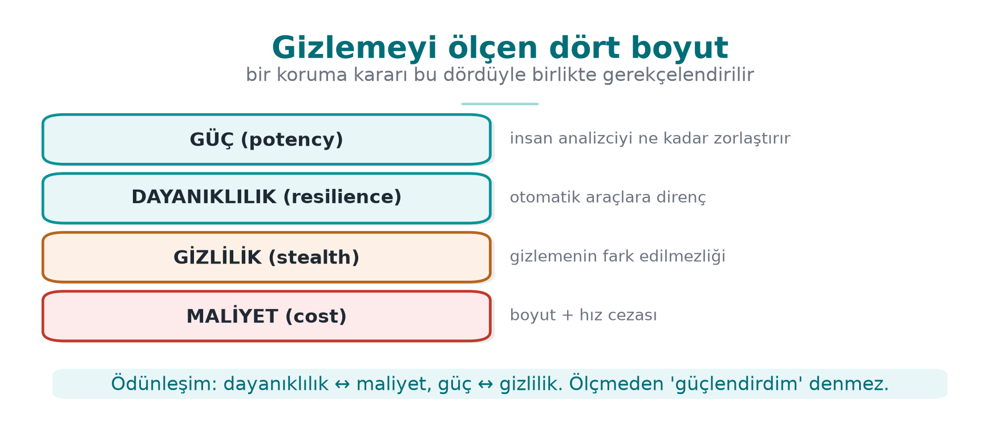 Gizlemeyi ölçen dört boyut
bir koruma kararı bu dördüyle birlikte gerekçelendirilir
GÜÇ (potency)
insan analizciyi ne kadar zorlaştırır
DAYANIKLILIK (resilience)
otomatik araçlara direnç
GİZLİLİK (stealth)
gizlemenin fark edilmezliği
MALİYET (cost)
boyut + hız cezası
Ödünleşim: dayanıklılık ↔ maliyet, güç ↔ gizlilik. Ölçmeden 'güçlendirdim' denmez.